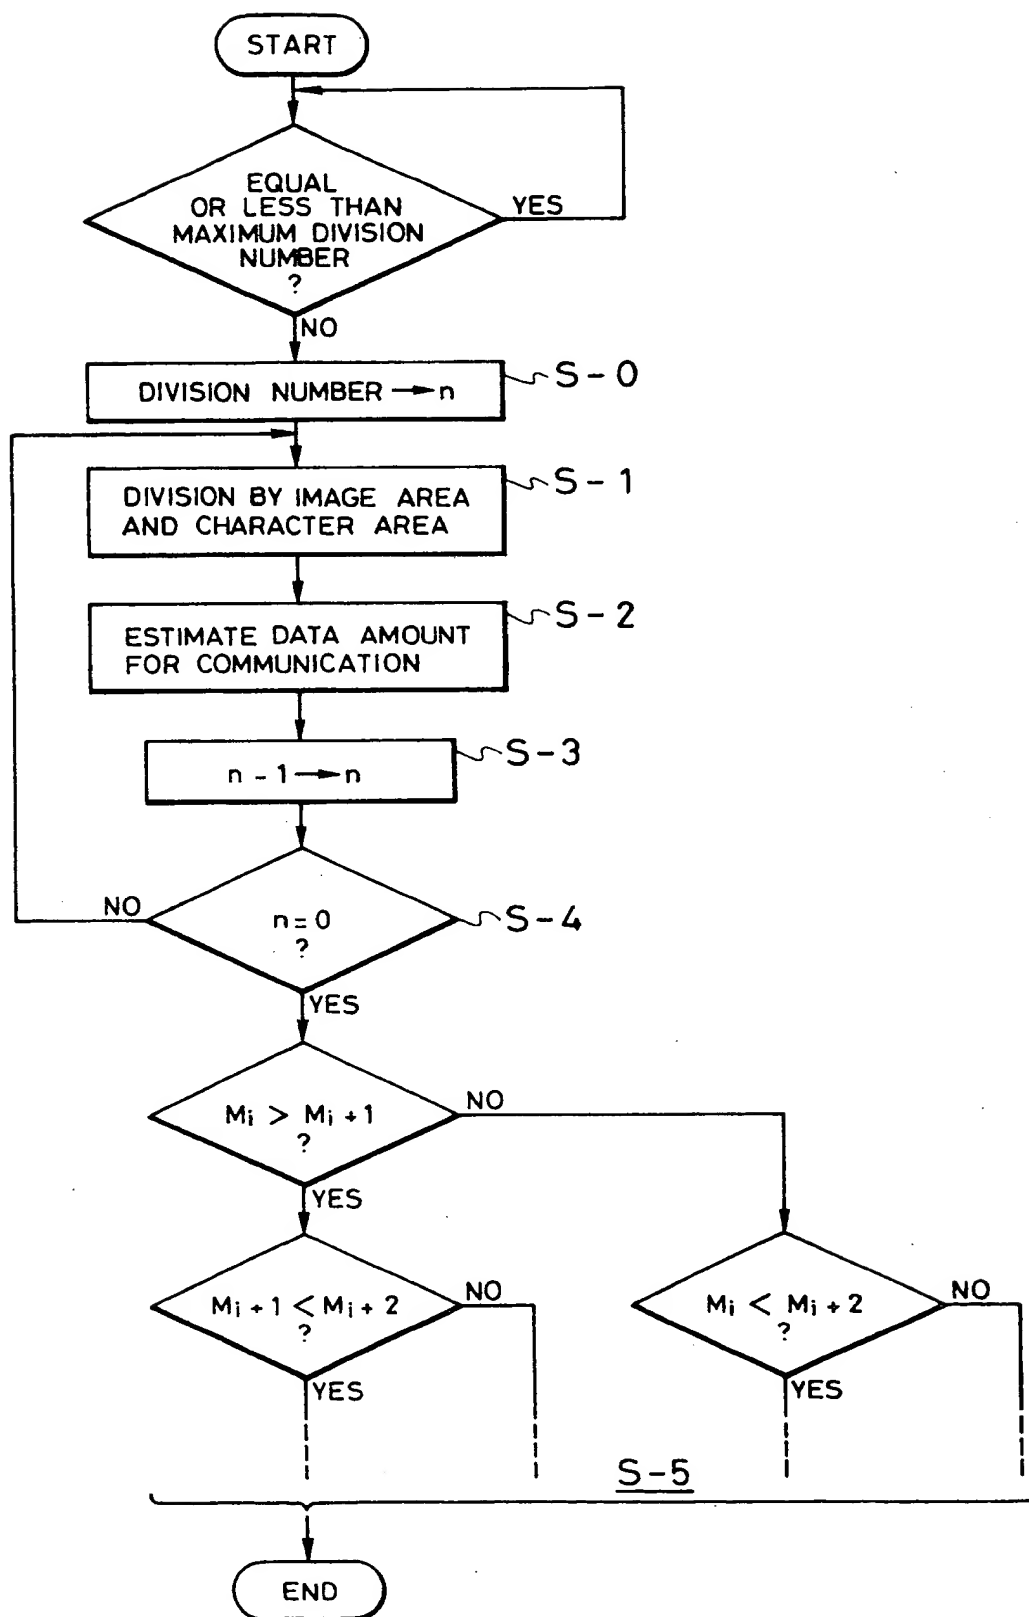 START
EQUAL
OR LESS THAN
MAXIMUM DIVISION
NUMBER
?
YES
NO
DIVISION NUMBER → n
S-0
DIVISION BY IMAGE AREA
AND CHARACTER AREA
S-1
ESTIMATE DATA AMOUNT
FOR COMMUNICATION
S-2
n - 1 → n
S-3
NO
n = 0
?
S-4
YES
Mi > Mi + 1
?
NO
YES
Mi + 1 < Mi + 2
?
NO
YES
Mi < Mi + 2
?
NO
YES
S-5
END